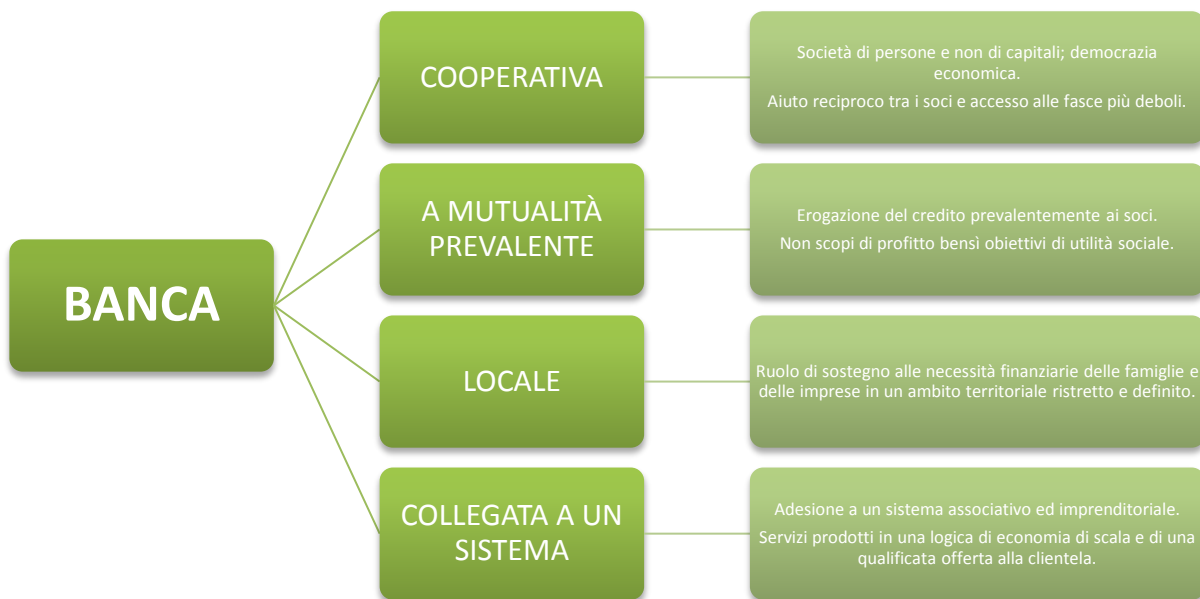 BANCA
COOPERATIVA
Società di persone e non di capitali; democrazia
economica.
Aiuto reciproco tra i soci e accesso alle fasce più deboli.
A MUTUALITÀ
PREVALENTE
Erogazione del credito prevalentemente ai soci.
Non scopi di profitto bensì obiettivi di utilità sociale.
LOCALE
Ruolo di sostegno alle necessità finanziarie delle famiglie e
delle imprese in un ambito territoriale ristretto e definito.
COLLEGATA A UN
SISTEMA
Adesione a un sistema associativo ed imprenditoriale.
Servizi prodotti in una logica di economia di scala e di una
qualificata offerta alla clientela.